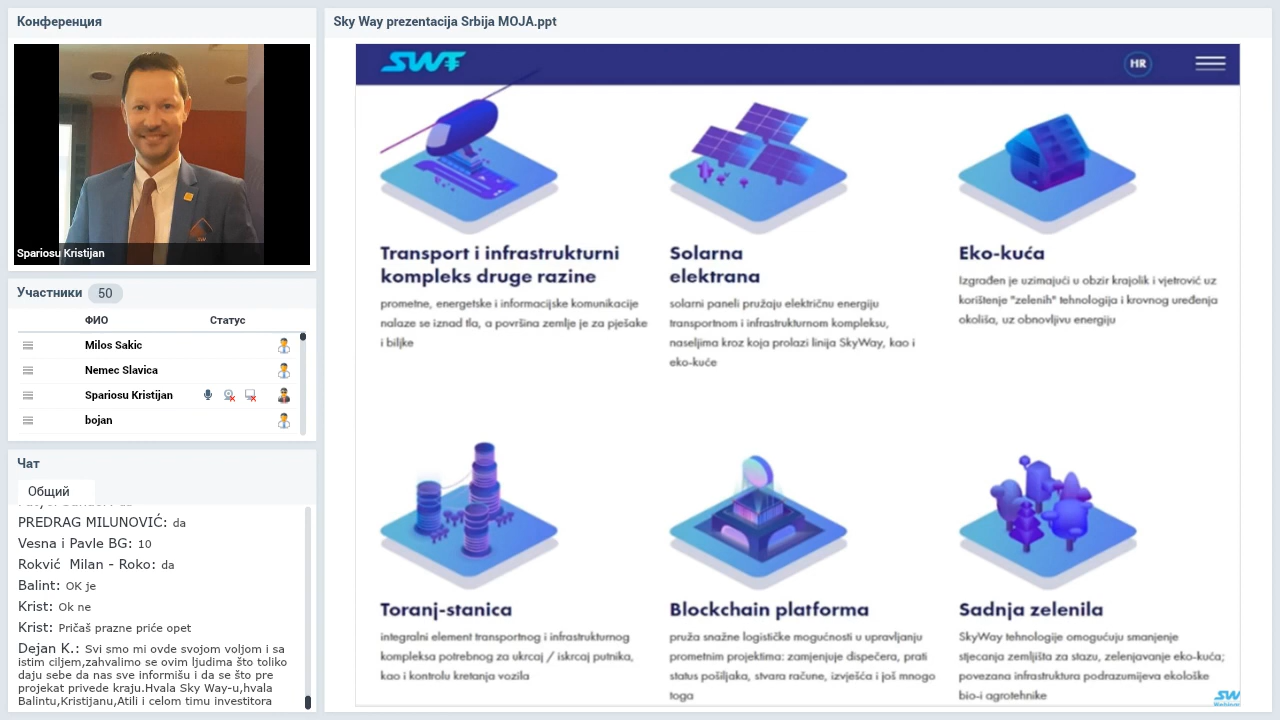 Конференция
Spariosu Kristijan
Участники 50
ФИО Статус
Milos Sakic
Nemec Slavica
Spariosu Kristijan
bojan
Чат
Общий
PREDRAG MILUNOVIĆ: da
Vesna i Pavle BG: 10
Rokvić Milan - Roko: da
Balint: OK je
Krist: Ok ne
Krist: Pričaš prazne priće opet
Dejan K.: Svi smo mi ovde svojom voljom i sa
istim ciljem,zahvalimo se ovim ljudima što toliko
daju sebe da nas sve informišu i da se što pre
projekat privede kraju.Hvala Sky Way-u,hvala
Balintu,Kristijanu,Atili i celom timu investitora
Sky Way prezentacija Srbija MOJA.ppt
SW₮
HR
Transport i infrastrukturni
kompleks druge razine
prometne, energetske i informacijske komunikacije
nalaze se iznad tla, a površina zemlje je za pješake
i biljke
Solarna
elektrana
solarni paneli pružaju električnu energiju
transportnom i infrastrukturnom kompleksu,
naseljima kroz koja prolazi linija SkyWay, kao i
eko-kuće
Eko-kuća
Izgrađen je uzimajući u obzir krajolik i vjetrović uz
korištenje "zelenih" tehnologija i krovnog uređenja
okoliša, uz obnovljivu energiju
Toranj-stanica
integralni element transportnog i infrastrukturnog
kompleksa potrebnog za ukrcaj / iskrcaj putnika,
kao i kontrolu kretanja vozila
Blockchain platforma
pruža snažne logističke mogućnosti u upravljanju
prometnim projektima: zamjenjuje dispečera, prati
status pošiljaka, stvara račune, izvješća i još mnogo
toga
Sadnja zelenila
SkyWay tehnologije omogućuju smanjenje
stjecanja zemljišta za stazu, zelenjavanje eko-kuća;
povezana infrastruktura podrazumijeva ekološke
bio-i agrotehnike
SW
Webinar